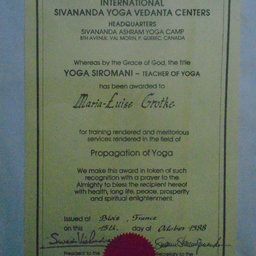 INTERNATIONAL
SIVANANDA YOGA VEDANTA CENTERS
HEADQUARTERS
SIVANANDA ASHRAM YOGA CAMP
8TH AVENUE, VAL MORIN, P. QUEBEC, CANADA
Whereas by the Grace of God, the title
YOGA SIROMANI – TEACHER OF YOGA
has been awarded to
Maria-Luise Grothe
for training rendered and meritorious
services rendered in the field of
Propagation of Yoga
We make this award in token of such
recognition with a prayer to the
Almighty to bless the recipient hereof
with health, long life, peace, prosperity
and spiritual enlightenment.
Issued at Blois, France
on this day of October 1988